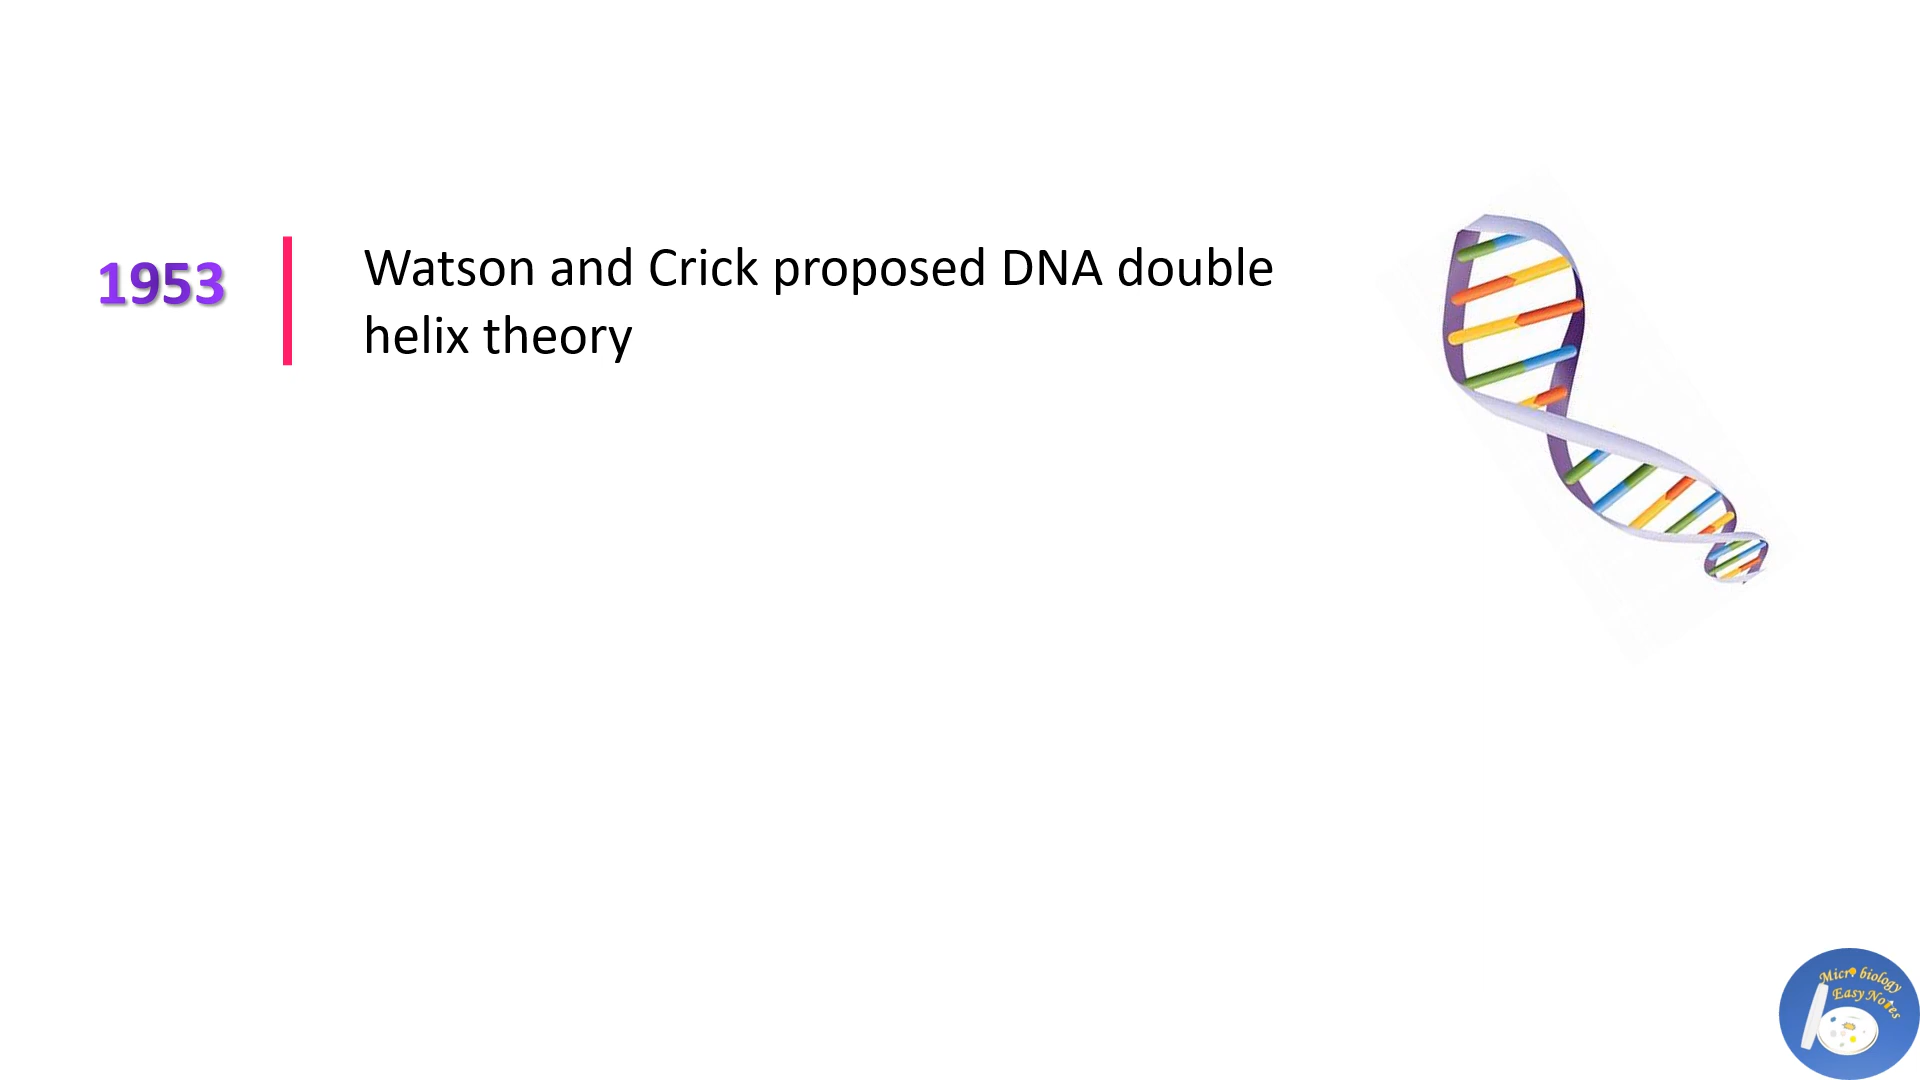 1953
Watson and Crick proposed DNA double
helix theory
Micro biology
Easy Notes